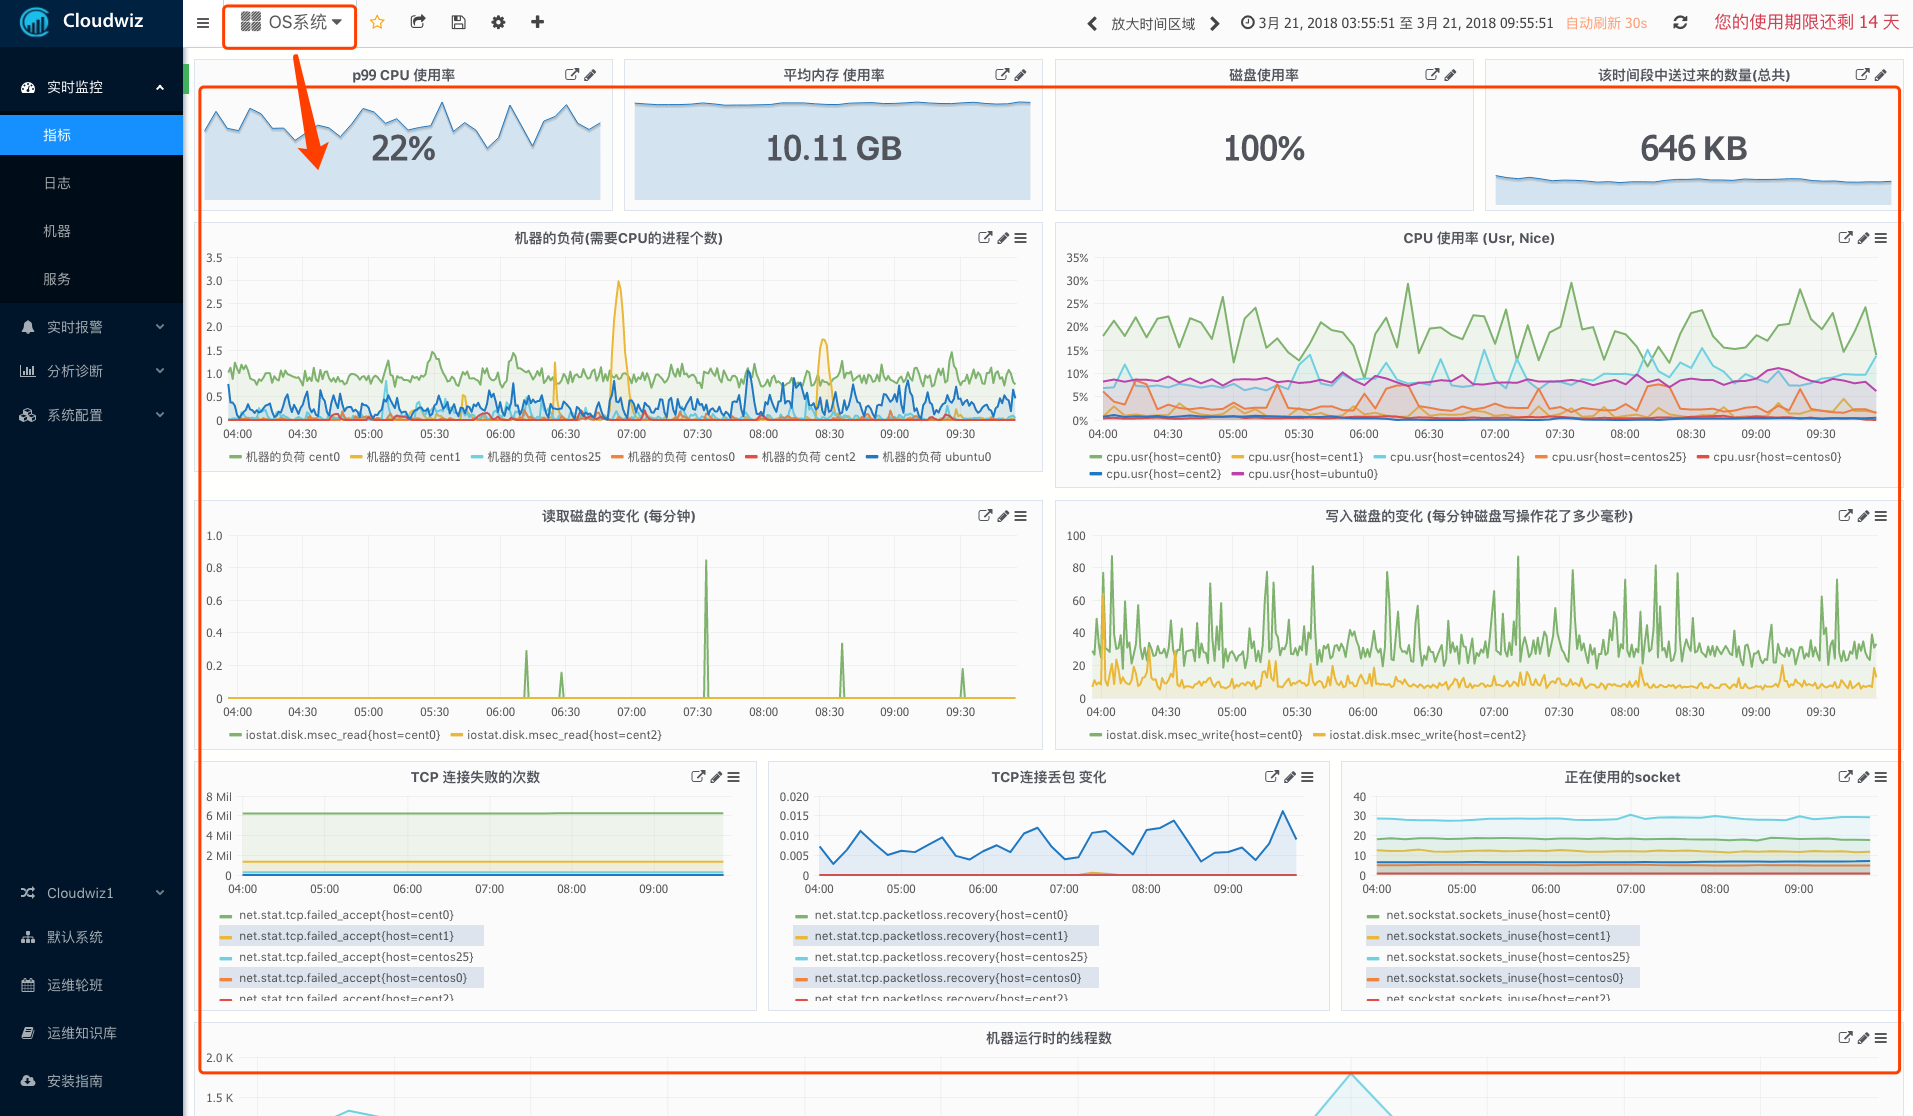 Cloudwiz
OS系统
放大时间区域
3月 21, 2018 03:55:51 至 3月 21, 2018 09:55:51
自动刷新 30s
您的使用期限还剩 14 天
实时监控
指标
日志
机器
服务
实时报警
分析诊断
系统配置
Cloudwiz1
默认系统
运维轮班
运维知识库
安装指南
p99 CPU 使用率
22%
平均内存 使用率
10.11 GB
磁盘使用率
100%
该时间段中送过来的数量(总共)
646 KB
机器的负荷(需要CPU的进程个数)
3.5
3.0
2.5
2.0
1.5
1.0
0.5
0
04:00 04:30 05:00 05:30 06:00 06:30 07:00 07:30 08:00 08:30 09:00 09:30
机器的负荷 cent0 机器的负荷 cent1 机器的负荷 centos25 机器的负荷 centos0 机器的负荷 cent2 机器的负荷 ubuntu0
CPU 使用率 (Usr, Nice)
35%
30%
25%
20%
15%
10%
5%
0%
04:00 04:30 05:00 05:30 06:00 06:30 07:00 07:30 08:00 08:30 09:00 09:30
cpu.usr{host=cent0} cpu.usr{host=cent1} cpu.usr{host=centos24} cpu.usr{host=centos25} cpu.usr{host=centos0}
cpu.usr{host=cent2} cpu.usr{host=ubuntu0}
读取磁盘的变化 (每分钟)
1.0
0.8
0.6
0.4
0.2
0
04:00 04:30 05:00 05:30 06:00 06:30 07:00 07:30 08:00 08:30 09:00 09:30
iostat.disk.msec_read{host=cent0} iostat.disk.msec_read{host=cent2}
写入磁盘的变化 (每分钟磁盘写操作花了多少毫秒)
100
80
60
40
20
0
04:00 04:30 05:00 05:30 06:00 06:30 07:00 07:30 08:00 08:30 09:00 09:30
iostat.disk.msec_write{host=cent0} iostat.disk.msec_write{host=cent2}
TCP 连接失败的次数
8 Mil
6 Mil
4 Mil
2 Mil
0
04:00 05:00 06:00 07:00 08:00 09:00
net.stat.tcp.failed_accept{host=cent0}
net.stat.tcp.failed_accept{host=cent1}
net.stat.tcp.failed_accept{host=centos25}
net.stat.tcp.failed_accept{host=centos0}
net.stat.tcp.failed_accept{host=cent2}
TCP连接丢包 变化
0.020
0.015
0.010
0.005
0
04:00 05:00 06:00 07:00 08:00 09:00
net.stat.tcp.packetloss.recovery{host=cent0}
net.stat.tcp.packetloss.recovery{host=cent1}
net.stat.tcp.packetloss.recovery{host=centos25}
net.stat.tcp.packetloss.recovery{host=centos0}
net.stat.tcp.packetloss.recovery{host=cent2}
正在使用的socket
40
30
20
10
0
04:00 05:00 06:00 07:00 08:00 09:00
net.sockstat.sockets_inuse{host=cent0}
net.sockstat.sockets_inuse{host=cent1}
net.sockstat.sockets_inuse{host=centos25}
net.sockstat.sockets_inuse{host=centos0}
net.sockstat.sockets_inuse{host=cent2}
机器运行时的线程数
2.0 K
1.5 K